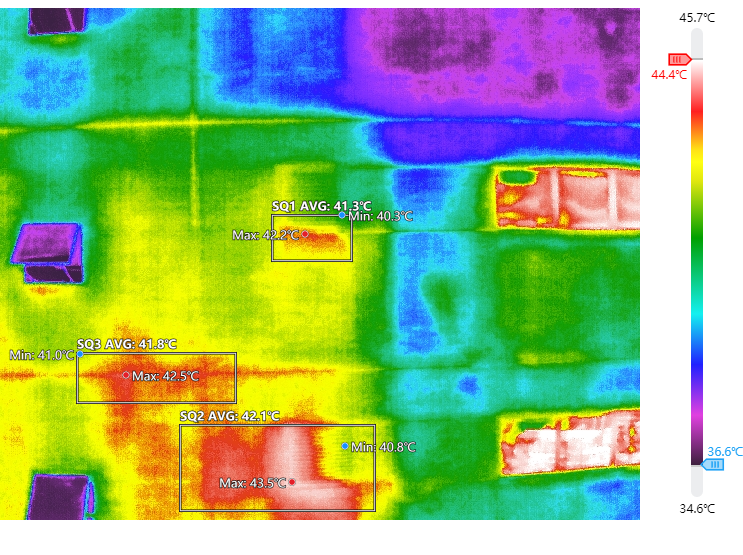 45.7℃
44.4℃
SQ1 AVG: 41.3℃
Min: 40.3℃
Max: 42.2℃
SQ3 AVG: 41.8℃
Min: 41.0℃
Max: 42.5℃
SQ2 AVG: 42.1℃
Min: 40.8℃
36.6℃
Max: 43.5℃
34.6℃